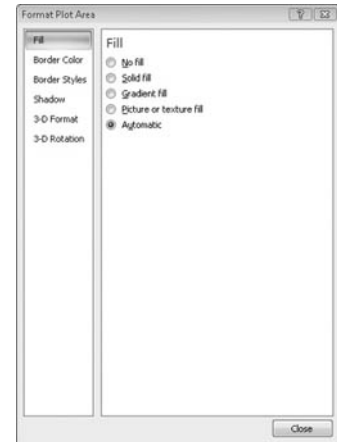 Format Plot Area
Fill
Border Color
Border Styles
Shadow
3-D Format
3-D Rotation
Fill
No fill
Solid fill
Gradient fill
Picture or texture fill
Automatic
Close